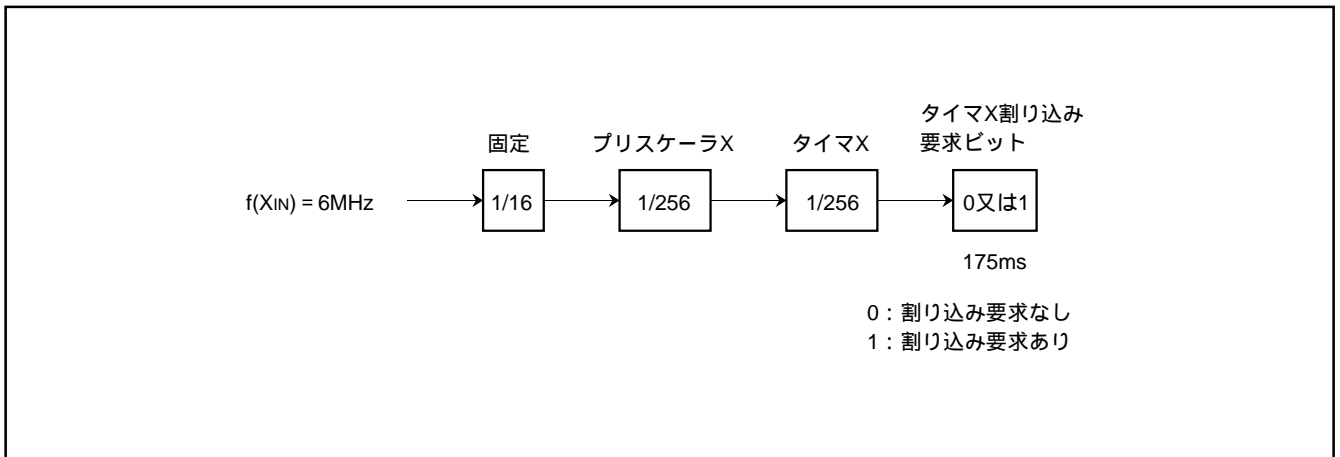 タイマX割り込み
要求ビット
固定
プリスケーラX
タイマX
f(XIN) = 6MHz
1/16
1/256
1/256
0又は1
175ms
0：割り込み要求なし
1：割り込み要求あり